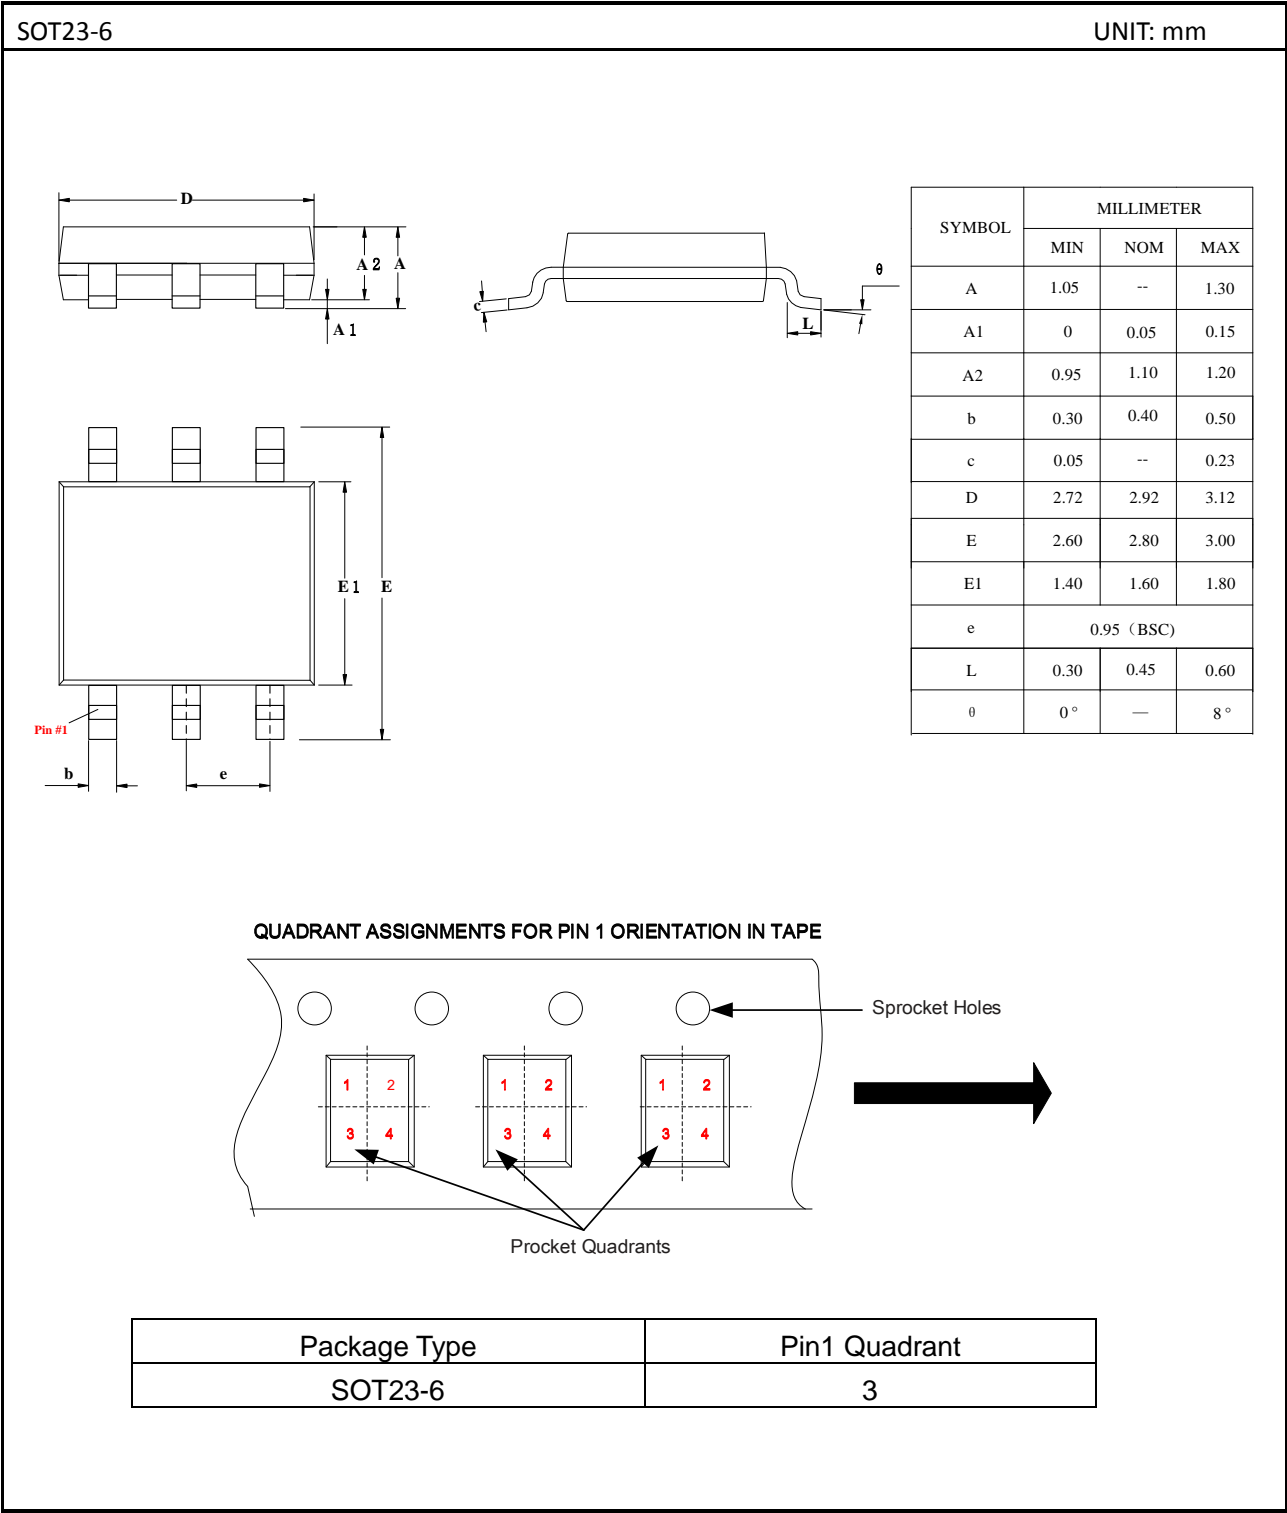 SOT23-6 UNIT: mm
D
A2 A
A1
c
L
θ
E1 E
Pin #1
b e
SYMBOL MILLIMETER
MIN NOM MAX
A 1.05 -- 1.30
A1 0 0.05 0.15
A2 0.95 1.10 1.20
b 0.30 0.40 0.50
c 0.05 -- 0.23
D 2.72 2.92 3.12
E 2.60 2.80 3.00
E1 1.40 1.60 1.80
e 0.95（BSC)
L 0.30 0.45 0.60
θ 0° — 8°
QUADRANT ASSIGNMENTS FOR PIN 1 ORIENTATION IN TAPE
Sprocket Holes
1 2 1 2 1 2
3 4 3 4 3 4
Procket Quadrants
Package Type Pin1 Quadrant
SOT23-6 3